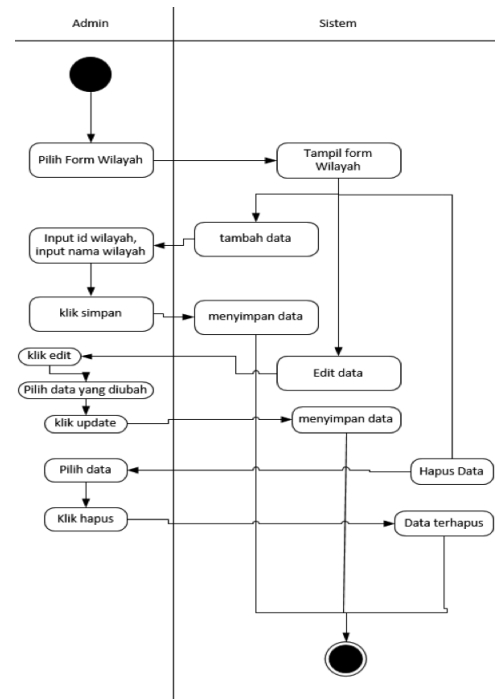 Admin
Sistem
Pilih Form Wilayah
Tampil form
Wilayah
Input id wilayah,
input nama wilayah
tambah data
klik simpan
menyimpan data
klik edit
Edit data
Pilih data yang diubah
klik update
menyimpan data
Pilih data
Hapus Data
Klik hapus
Data terhapus